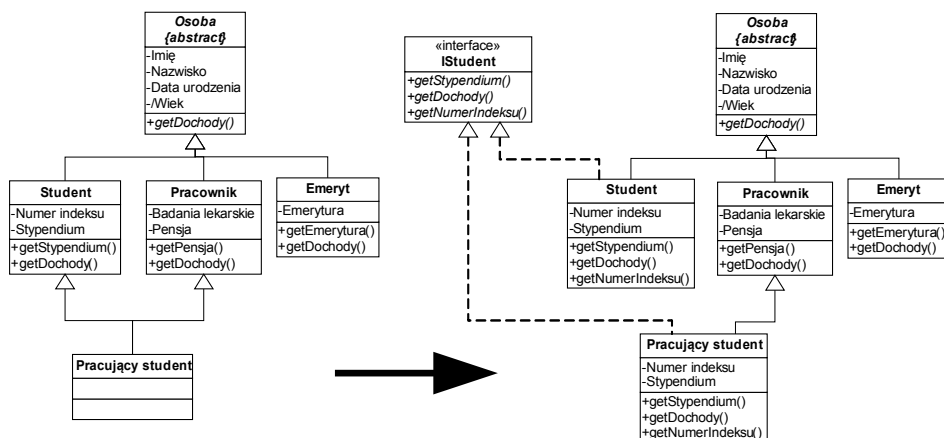 Osoba
{abstract}
-Imię
-Nazwisko
-Data urodzenia
-/Wiek
+getDochody()
Student
-Numer indeksu
-Stypendium
+getStypendium()
+getDochody()
Pracownik
-Badania lekarskie
-Pensja
+getPensja()
+getDochody()
Emeryt
-Emerytura
+getEmerytura()
+getDochody()
Pracujący student
«interface»
IStudent
+getStypendium()
+getDochody()
+getNumerIndeksu()
Osoba
{abstract}
-Imię
-Nazwisko
-Data urodzenia
-/Wiek
+getDochody()
Student
-Numer indeksu
-Stypendium
+getStypendium()
+getDochody()
+getNumerIndeksu()
Pracownik
-Badania lekarskie
-Pensja
+getPensja()
+getDochody()
Emeryt
-Emerytura
+getEmerytura()
+getDochody()
Pracujący student
-Numer indeksu
-Stypendium
+getStypendium()
+getDochody()
+getNumerIndeksu()